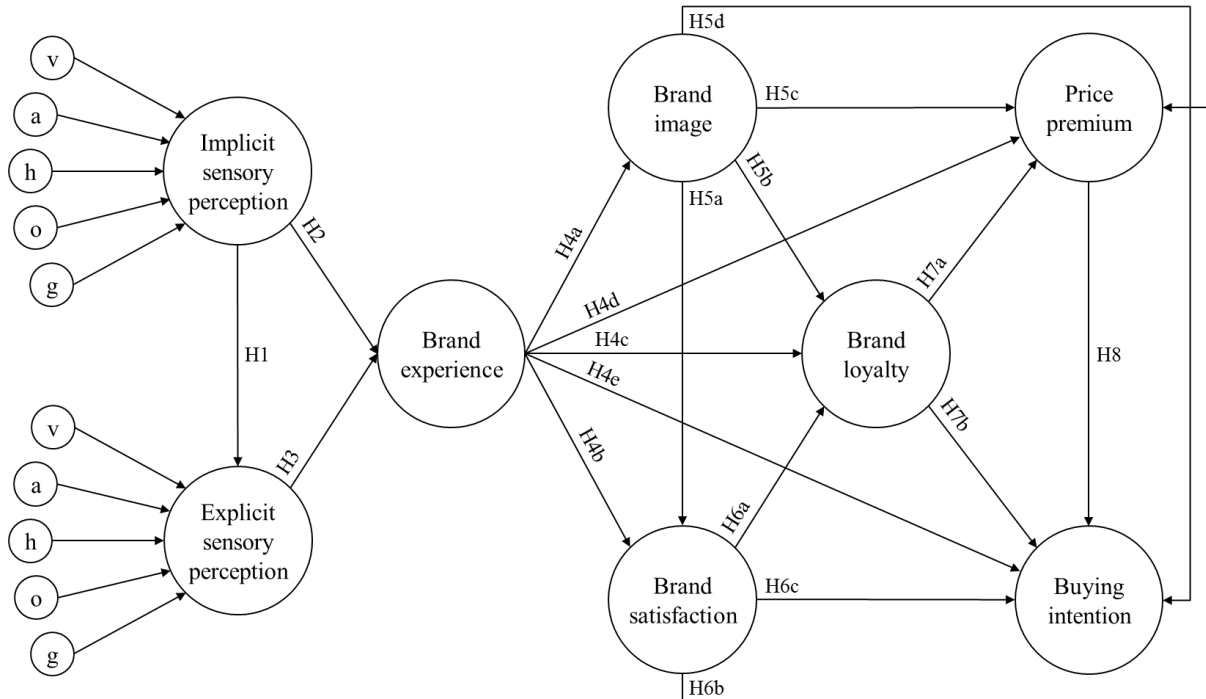 H5d
v
a
h
o
g
Implicit
sensory
perception
H2
H1
v
a
h
o
g
Explicit
sensory
perception
H3
Brand
experience
H4a
H4d
H4c
H4e
H4b
Brand
image
H5c
H5b
H5a
Brand
loyalty
H7a
H7b
Brand
satisfaction
H6a
H6c
H6b
Price
premium
H8
Buying
intention